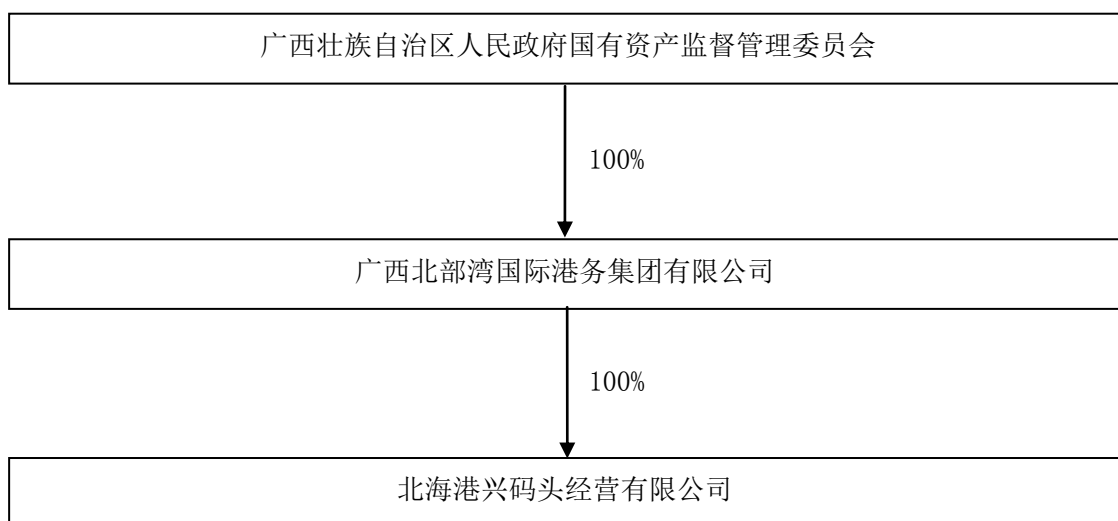 广西壮族自治区人民政府国有资产监督管理委员会
100%
广西北部湾国际港务集团有限公司
100%
北海港兴码头经营有限公司